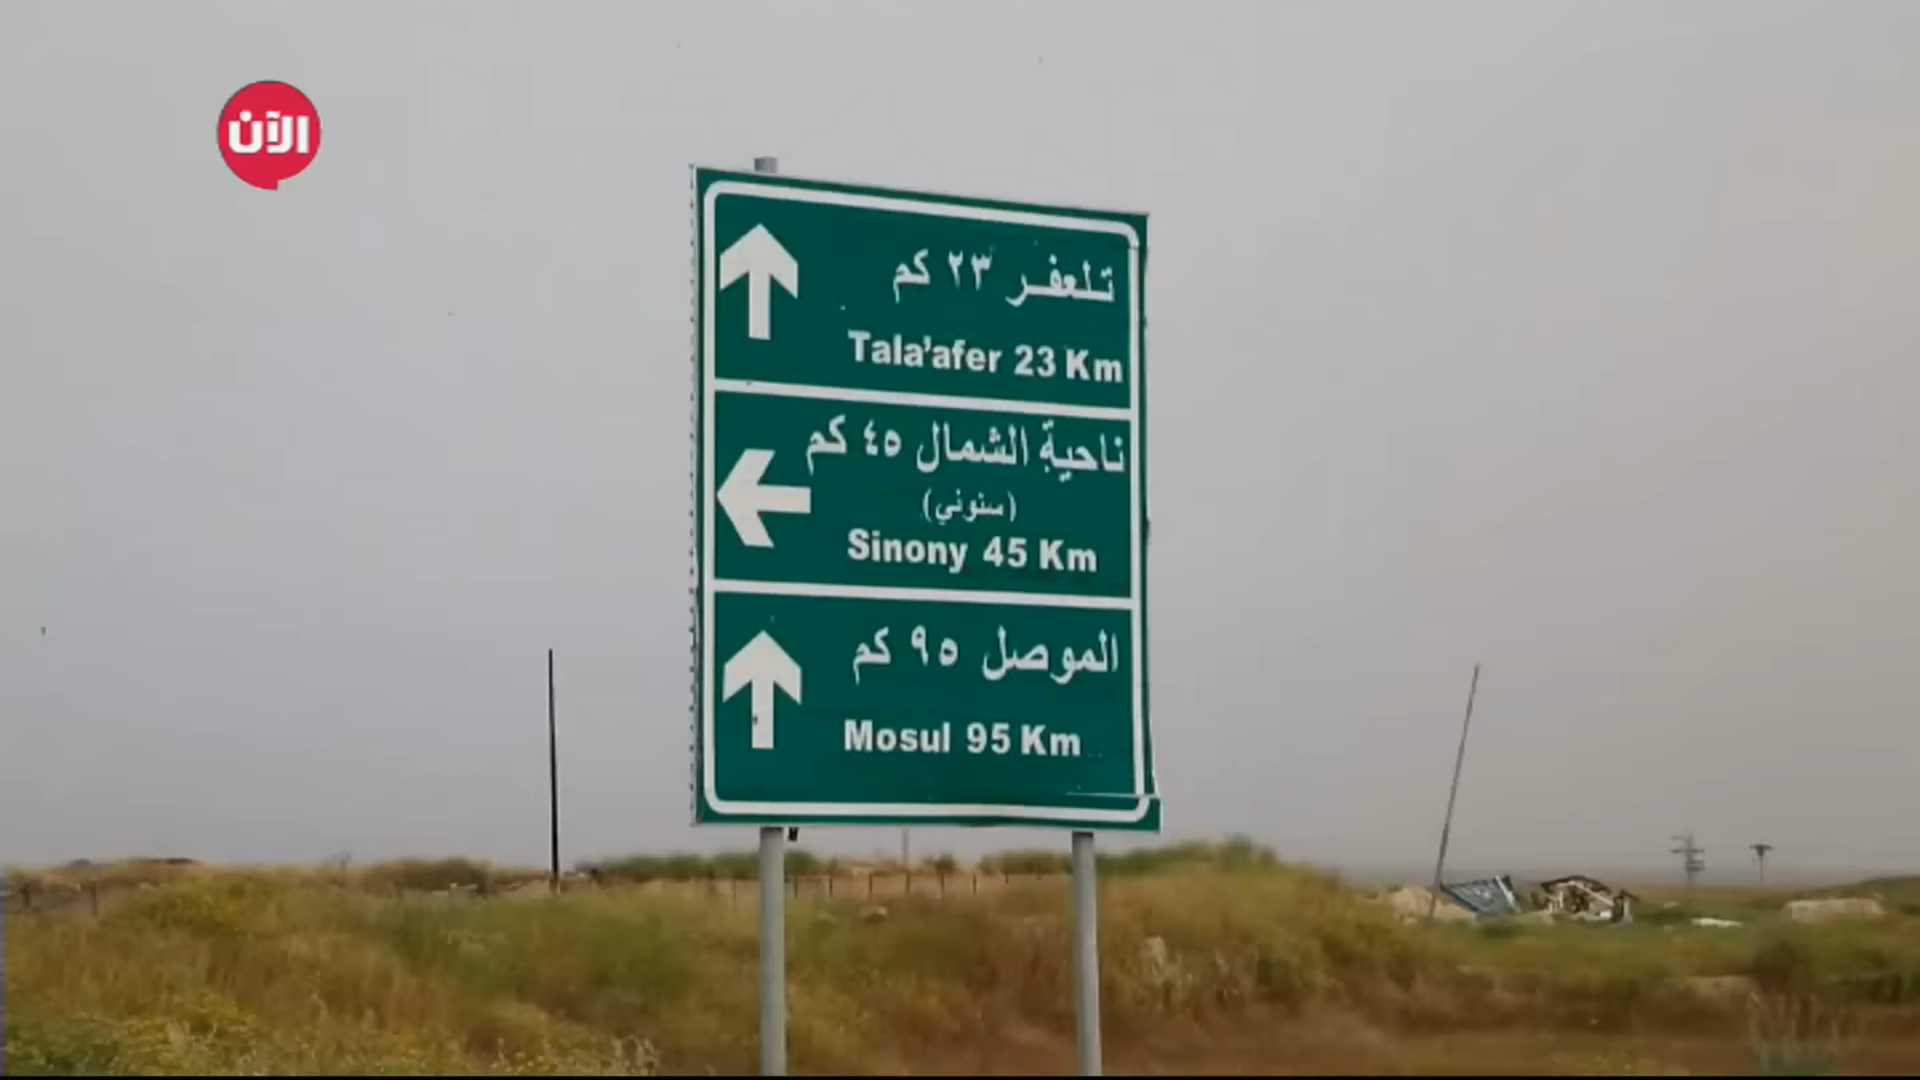 الآن
تلعفر ٢٣ كم
Tala'afer 23 Km
ناحية الشمال ٤٥ كم
(سنوني)
Sinony 45 Km
الموصل ٩٥ كم
Mosul 95 Km